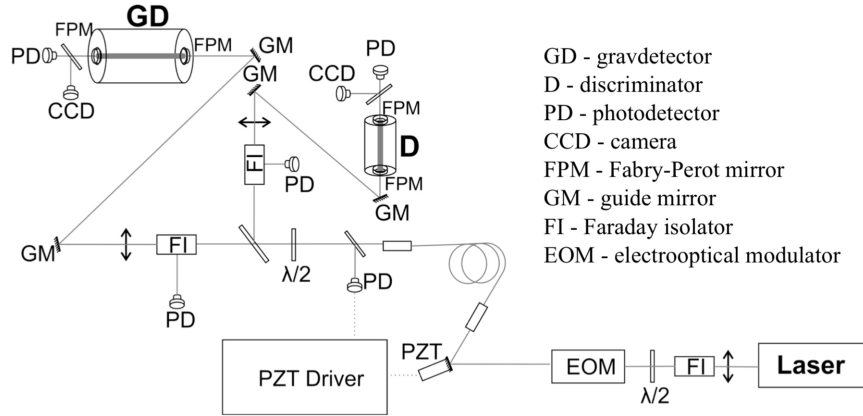 GD
FPM
FPM
PD
CCD
GM
GM
PD
CCD
FPM
D
FPM
GM
FI
PD
GM
FI
PD
λ/2
PD
PZT Driver
PZT
EOM
λ/2
FI
Laser
GD - gravdetector
D - discriminator
PD - photodetector
CCD - camera
FPM - Fabry-Perot mirror
GM - guide mirror
FI - Faraday isolator
EOM - electrooptical modulator